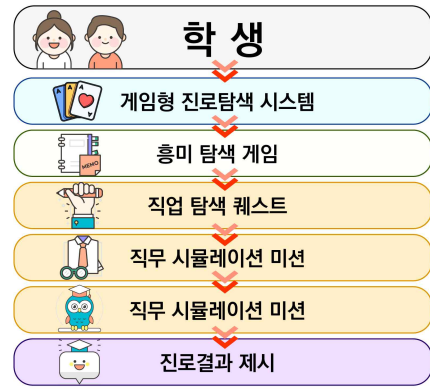 학 생
게임형 진로탐색 시스템
흥미 탐색 게임
MEMO
직업 탐색 퀘스트
직무 시뮬레이션 미션
직무 시뮬레이션 미션
진로결과 제시